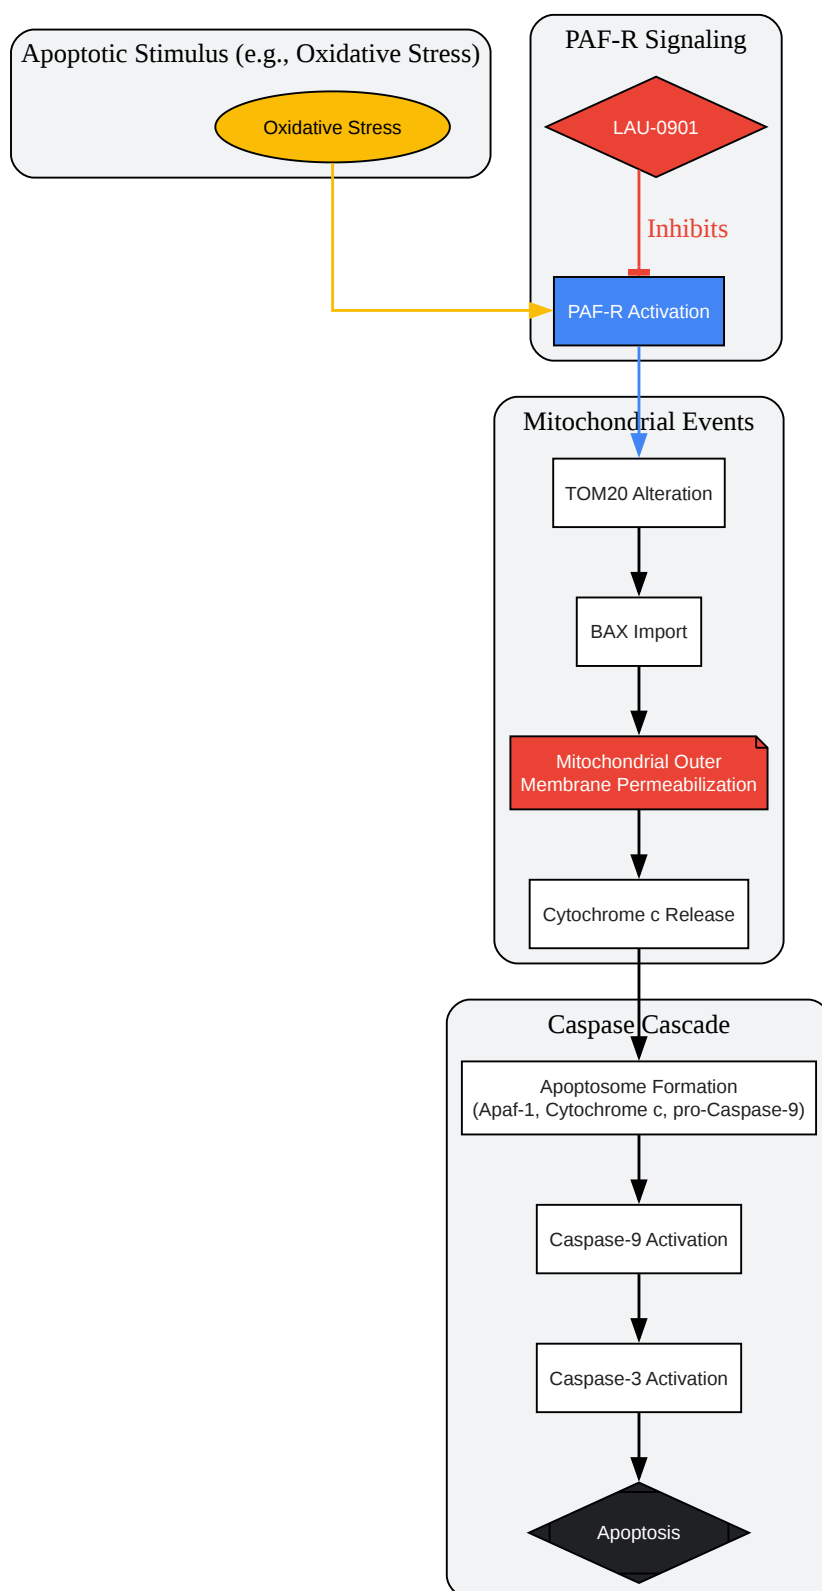 Apoptotic Stimulus (e.g., Oxidative Stress)
Oxidative Stress
PAF-R Signaling
LAU-0901
Inhibits
PAF-R Activation
Mitochondrial Events
TOM20 Alteration
BAX Import
Mitochondrial Outer
Membrane Permeabilization
Cytochrome c Release
Caspase Cascade
Apoptosome Formation
(Apaf-1, Cytochrome c, pro-Caspase-9)
Caspase-9 Activation
Caspase-3 Activation
Apoptosis